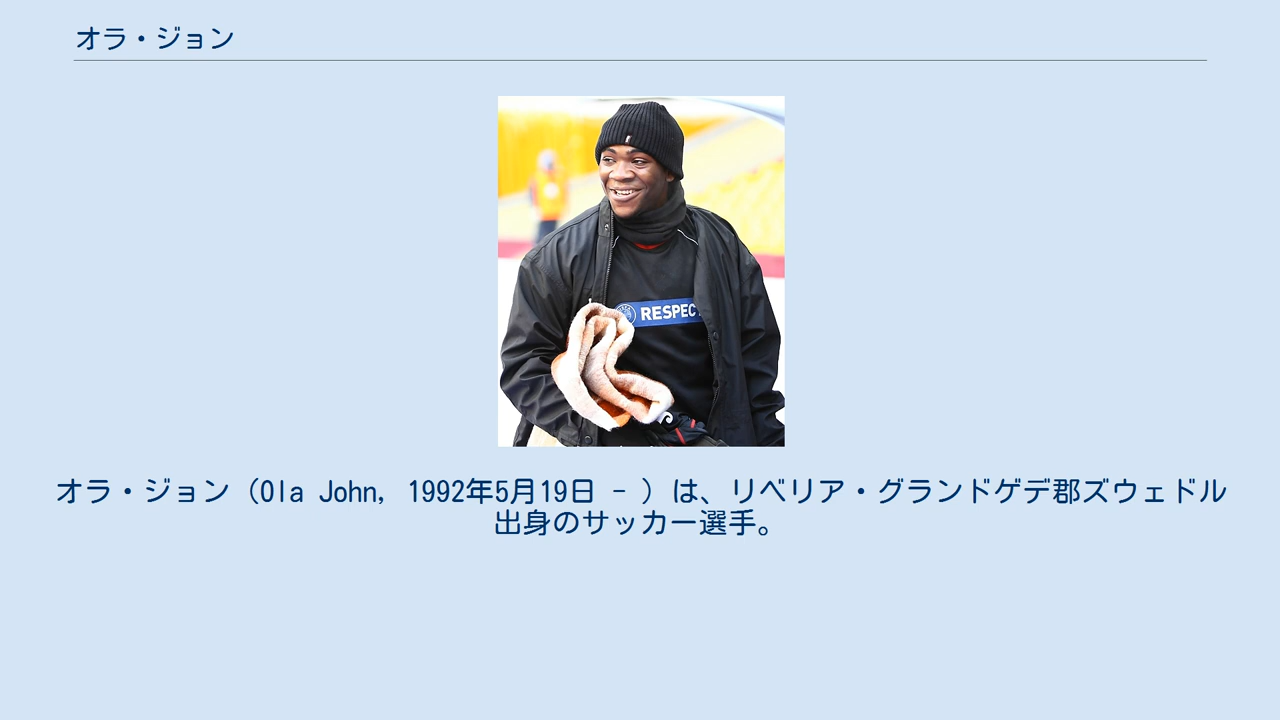 オラ・ジョン
RESPEC
オラ・ジョン（Ola John, 1992年5月19日 - ）は、リベリア・グランドゲデ郡ズウェドル
出身のサッカー選手。